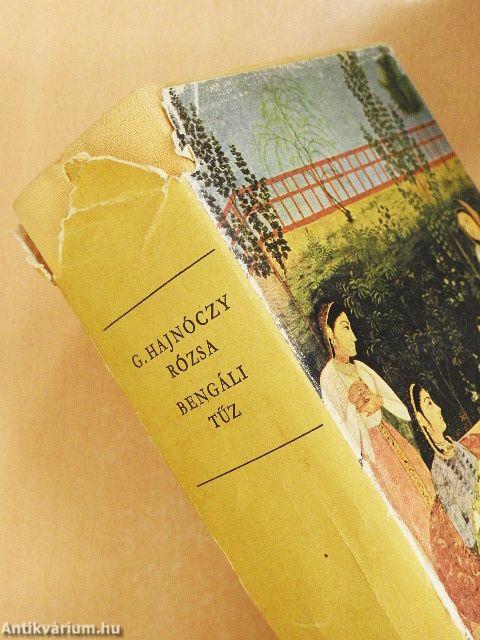 G. HAJNÓCZY
RÓZSA
BENGÁLI
TŰZ
Antikvárium.hu